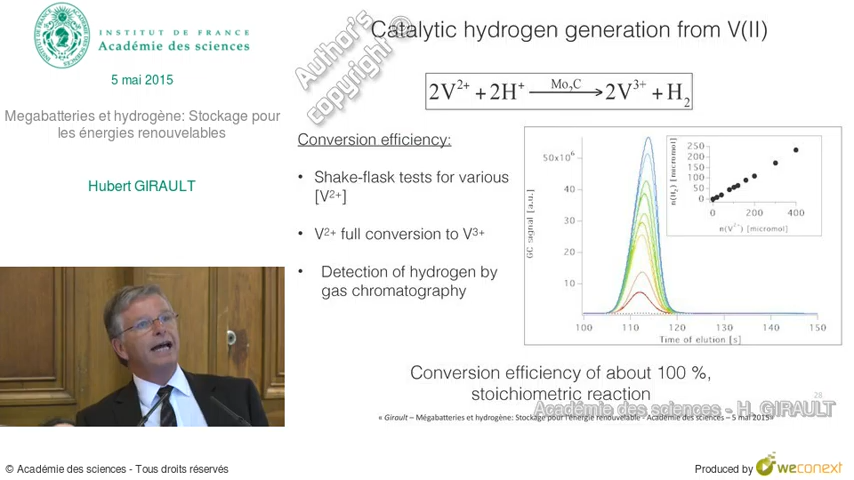 INSTITUT DE FRANCE
Académie des sciences
5 mai 2015
Megabatteries et hydrogène: Stockage pour
les énergies renouvelables
Hubert GIRAULT
Author's
copyright ©
Catalytic hydrogen generation from V(II)
2V²⁺ + 2H⁺ Mo₂C → 2V³⁺ + H₂
Conversion efficiency:
• Shake-flask tests for various
[V²⁺]
• V²⁺ full conversion to V³⁺
• Detection of hydrogen by
gas chromatography
GC signal [a.u.]
50x10⁶
40
30
20
10
100 110 120 130 140 150
Time of elution [s]
n(H₂) [micromol]
250
200
150
100
50
0
0 200 400
n(V²⁺) [micromol]
Conversion efficiency of about 100 %,
stoichiometric reaction
28
Académie des sciences - H. GIRAULT
« Girault – Mégabatteries et hydrogène: Stockage pour l'énergie renouvelable - Académie des sciences – 5 mai 2015»
© Académie des sciences - Tous droits réservés
Produced by weconext